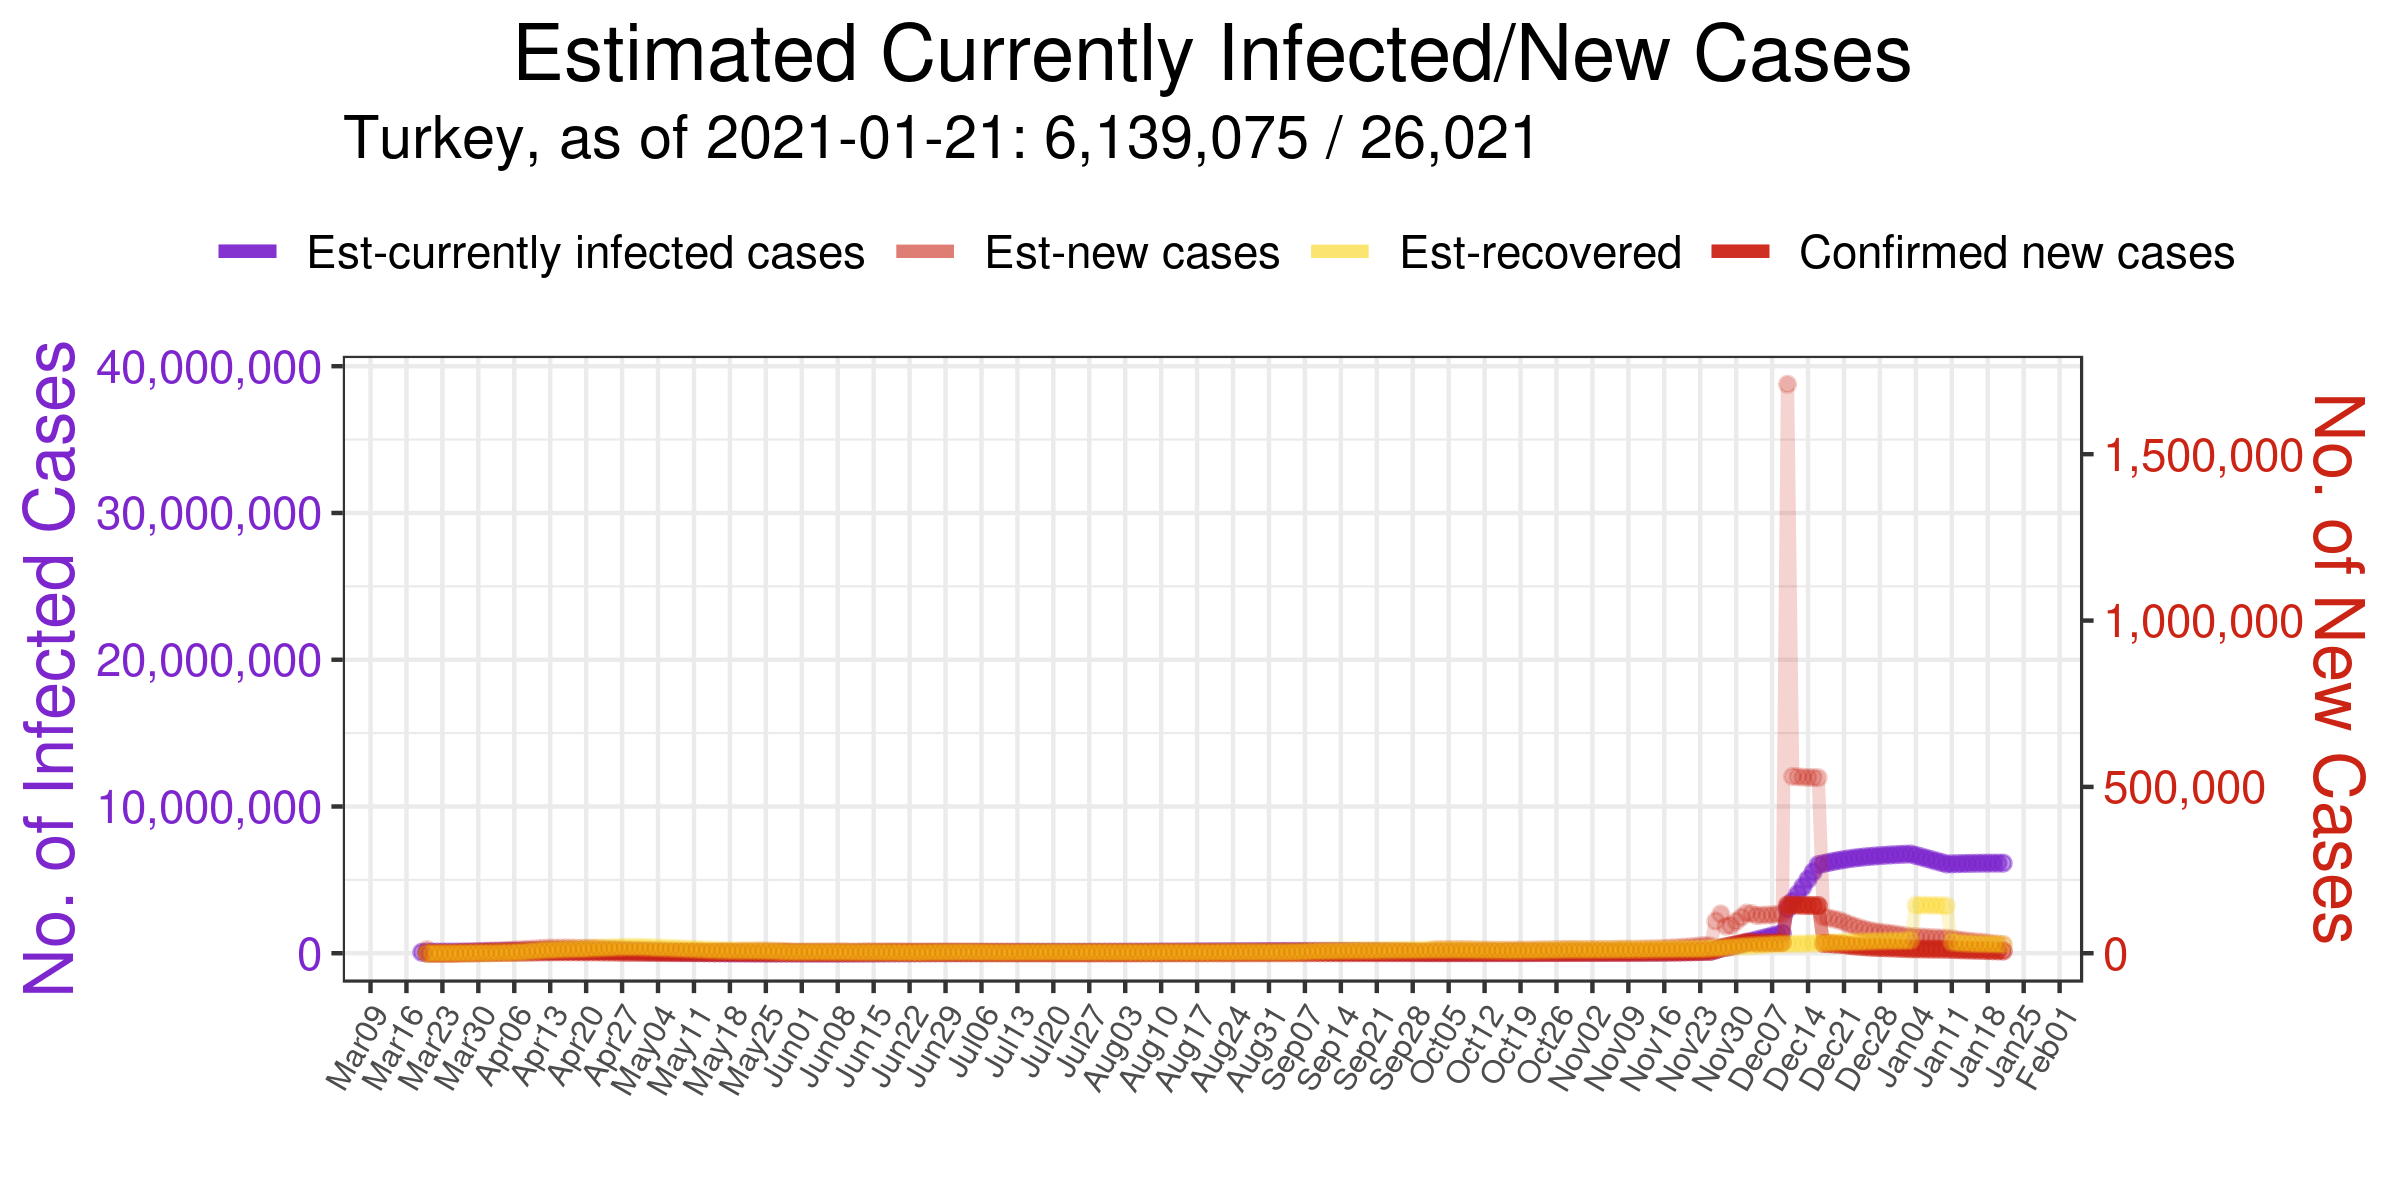 Estimated Currently Infected/New Cases
Turkey, as of 2021-01-21: 6,139,075 / 26,021
Est-currently infected cases Est-new cases Est-recovered Confirmed new cases
No. of Infected Cases
40,000,000
30,000,000
20,000,000
10,000,000
0
1,500,000
1,000,000
500,000
0
No. of New Cases
Mar09 Mar16 Mar23 Mar30 Apr06 Apr13 Apr20 Apr27 May04 May11 May18 May25 Jun01 Jun08 Jun15 Jun22 Jun29 Jul06 Jul13 Jul20 Jul27 Aug03 Aug10 Aug17 Aug24 Aug31 Sep07 Sep14 Sep21 Sep28 Oct05 Oct12 Oct19 Oct26 Nov02 Nov09 Nov16 Nov23 Nov30 Dec07 Dec14 Dec21 Dec28 Jan04 Jan11 Jan18 Jan25 Feb01